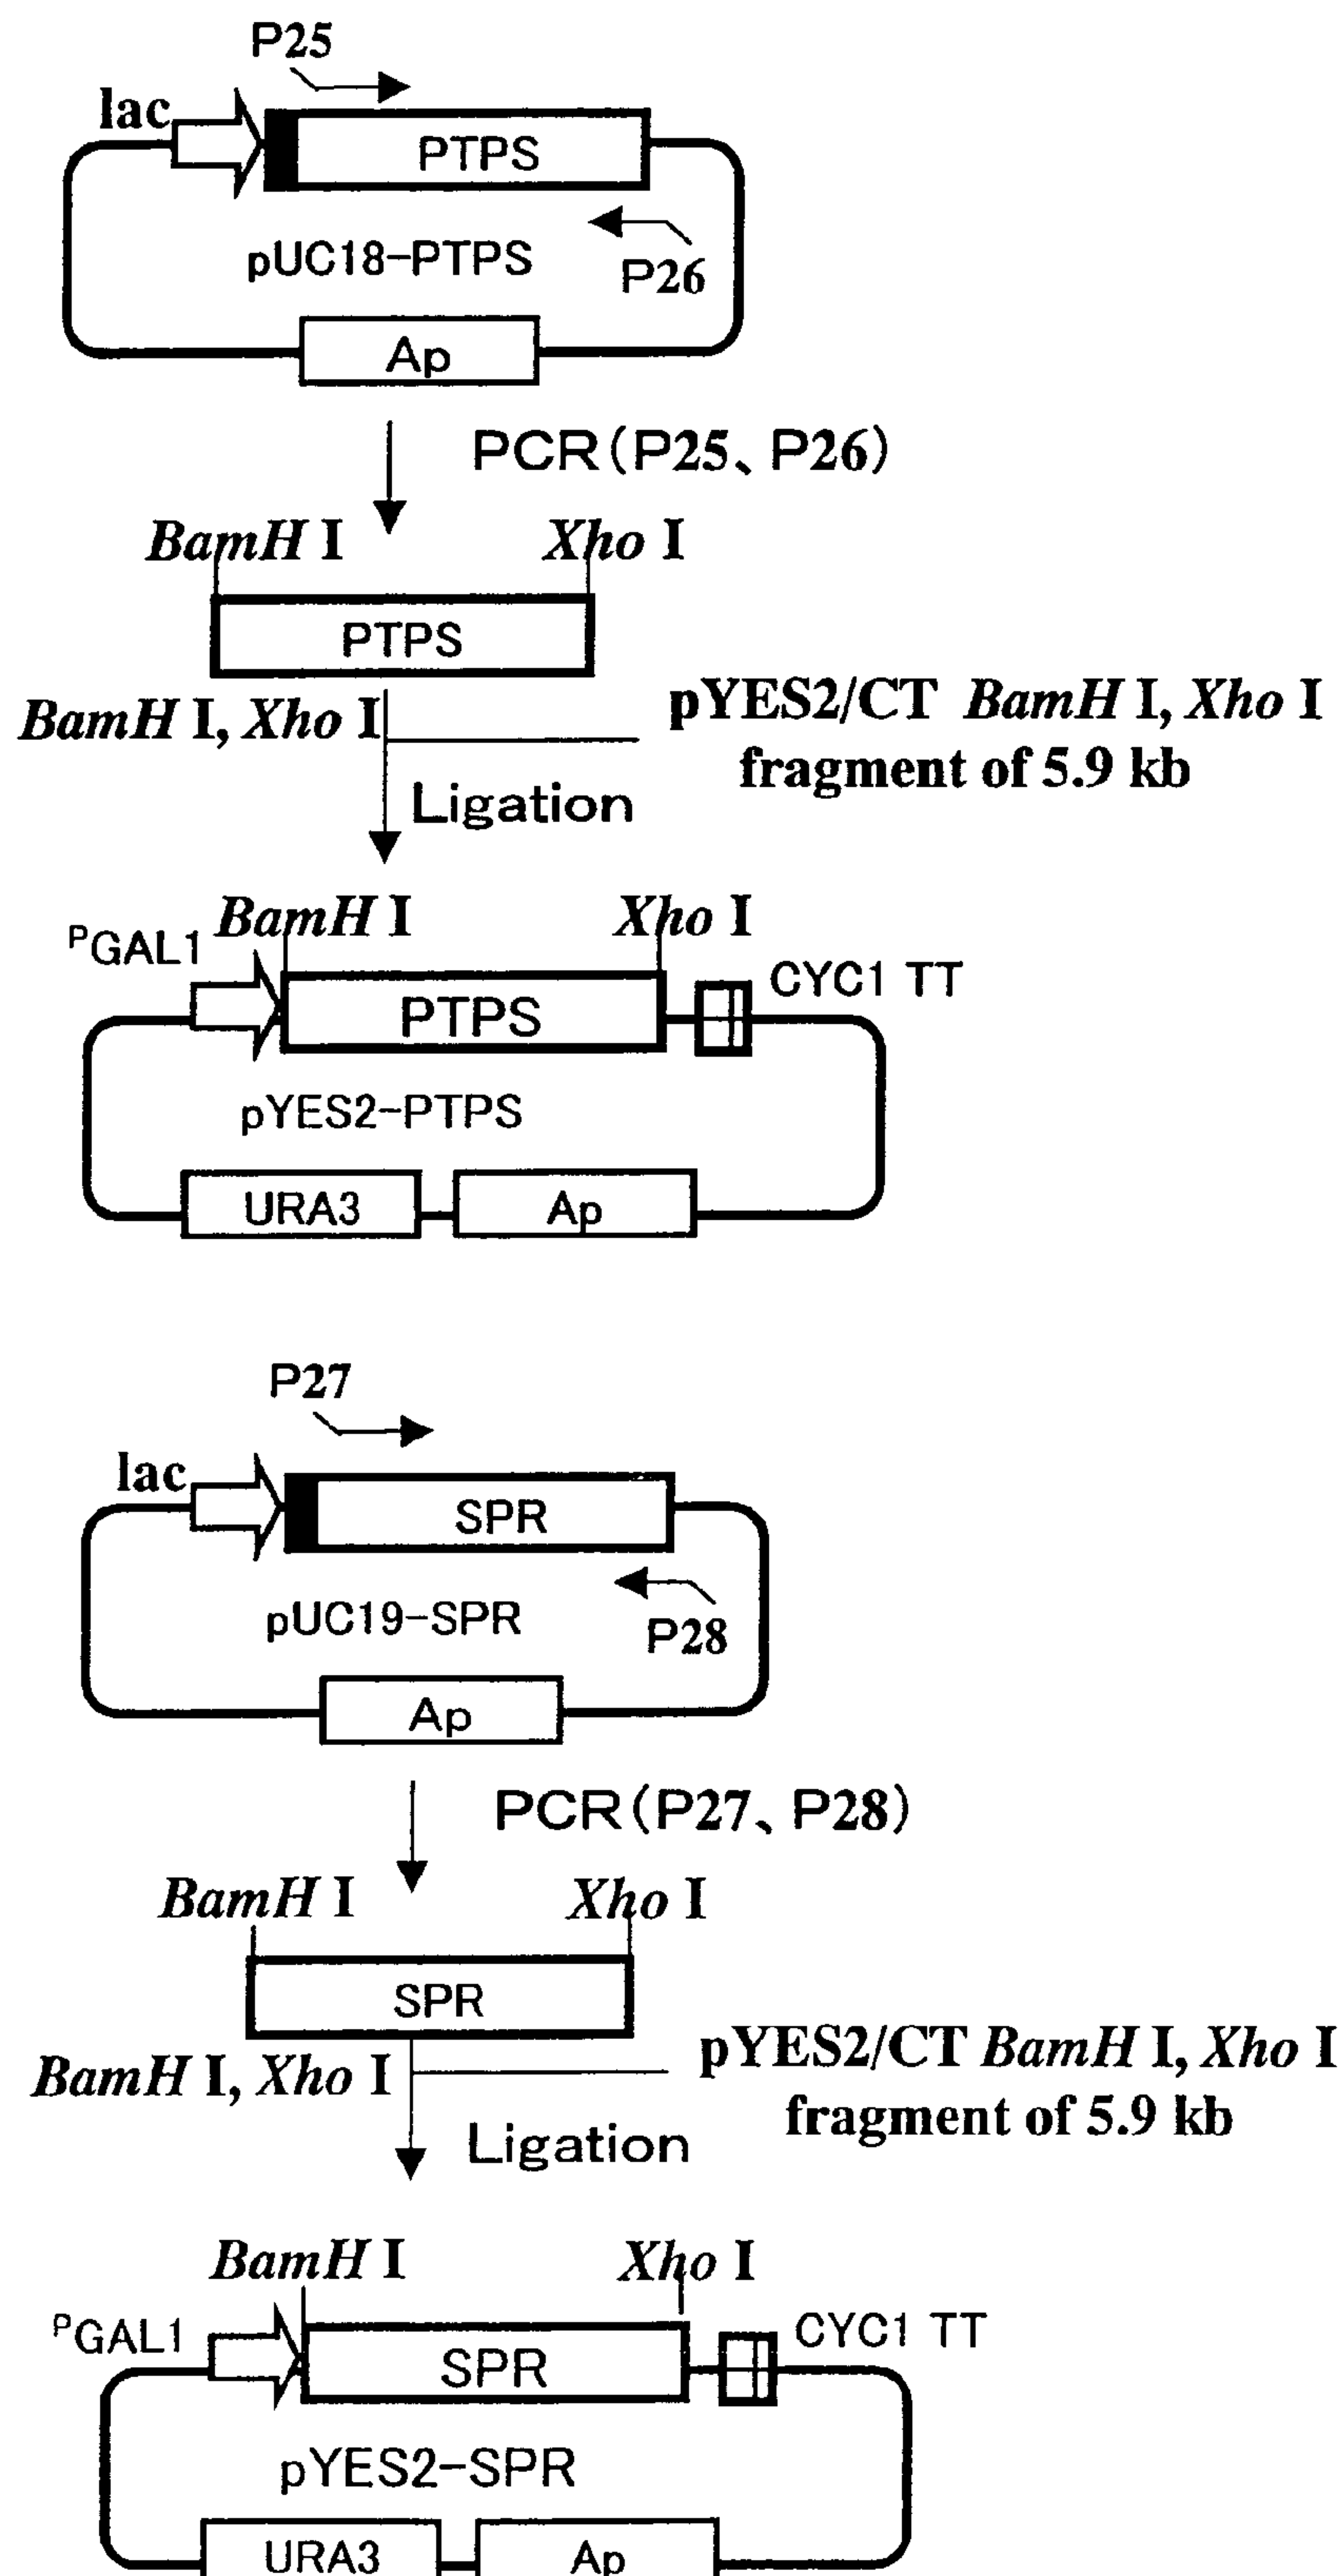 P25
lac
PTPS
pUC18-PTPS
P26
Ap
PCR(P25、P26)
BamH I Xho I
PTPS
BamH I, Xho I
pYES2/CT BamH I, Xho I
fragment of 5.9 kb
Ligation
BamH I Xho I
PGAL1
CYC1 TT
PTPS
pYES2-PTPS
URA3 Ap
P27
lac
SPR
pUC19-SPR
P28
Ap
PCR(P27、P28)
BamH I Xho I
SPR
BamH I, Xho I
pYES2/CT BamH I, Xho I
fragment of 5.9 kb
Ligation
BamH I Xho I
PGAL1
CYC1 TT
SPR
pYES2-SPR
URA3 Ap